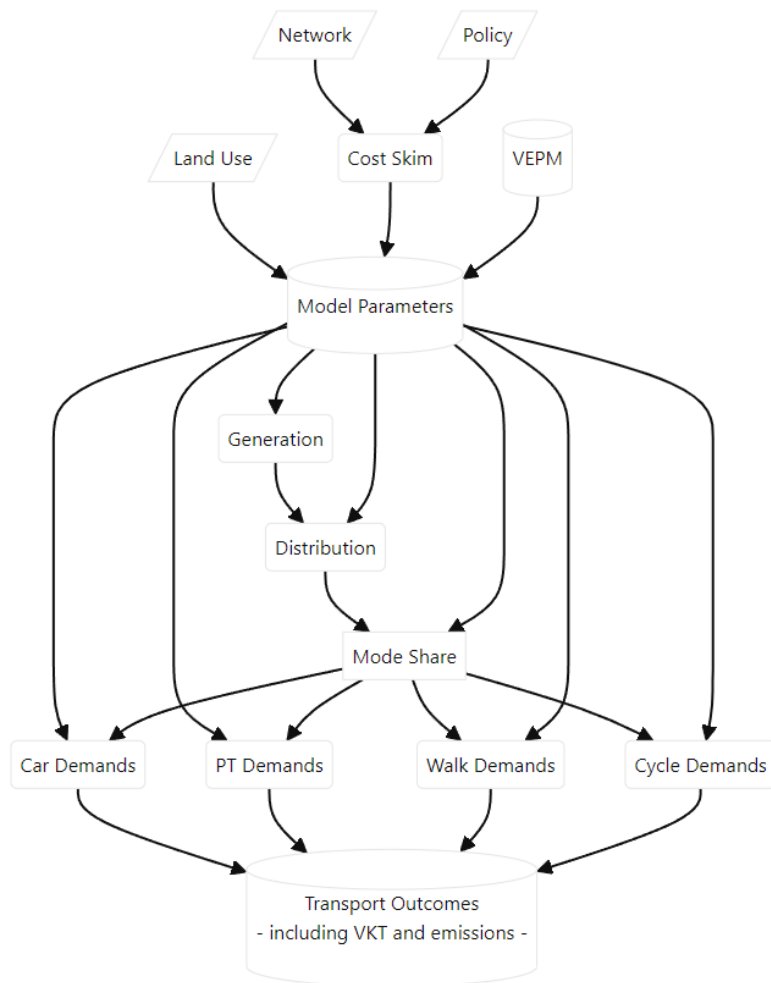 Network
Policy
Land Use
Cost Skim
VEPM
Model Parameters
Generation
Distribution
Mode Share
Car Demands
PT Demands
Walk Demands
Cycle Demands
Transport Outcomes
- including VKT and emissions -